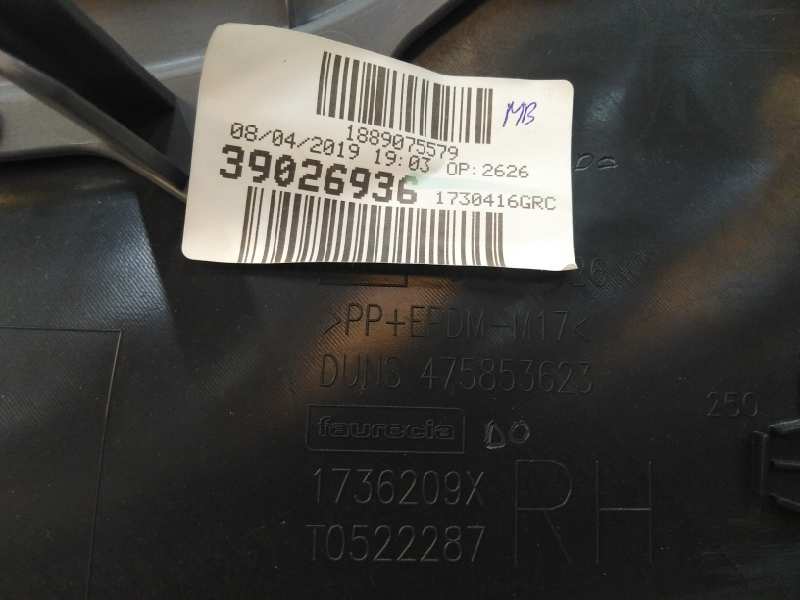 MB
1889075579
08/04/2019 19:03 OP:2626
39026936 1730416GRC
>PP+EPDM-M17<
DUNS 475853623
250
faurecia DO
1736209X
T0522287 RH